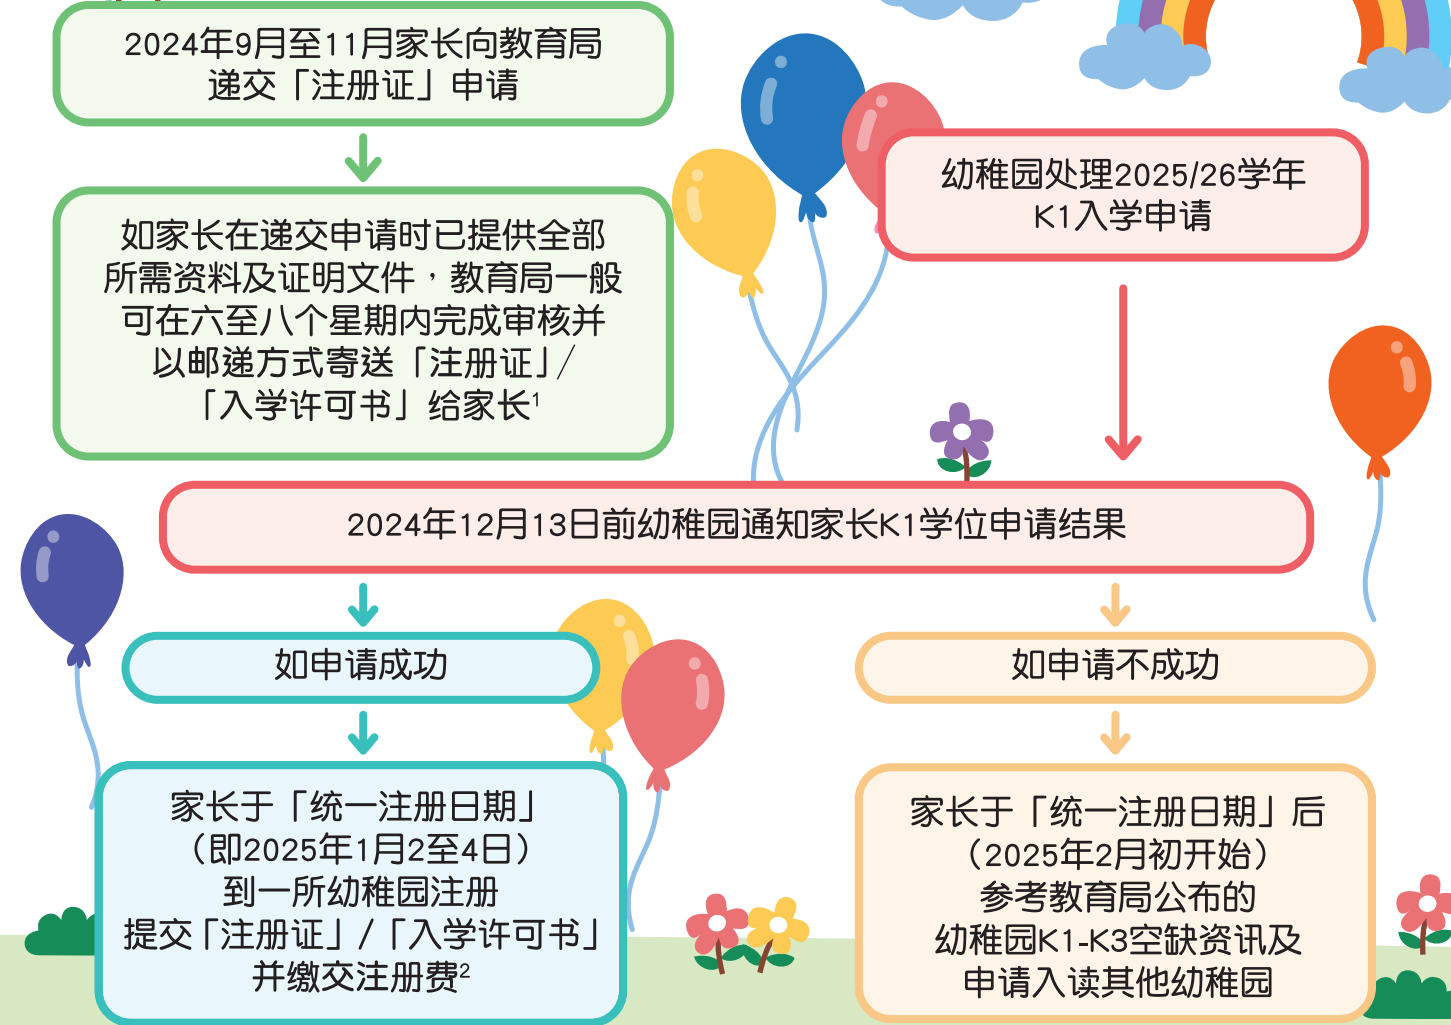 2024年9月至11月家长向教育局
递交「注册证」申请
如家长在递交申请时已提供全部
所需资料及证明文件，教育局一般
可在六至八个星期内完成审核并
以邮递方式寄送「注册证」/
「入学许可书」给家长1
幼稚园处理2025/26学年
K1入学申请
2024年12月13日前幼稚园通知家长K1学位申请结果
如申请成功
家长于「统一注册日期」
（即2025年1月2至4日）
到一所幼稚园注册
提交「注册证」/「入学许可书」
并缴交注册费2
如申请不成功
家长于「统一注册日期」后
（2025年2月初开始）
参考教育局公布的
幼稚园K1-K3空缺资讯及
申请入读其他幼稚园